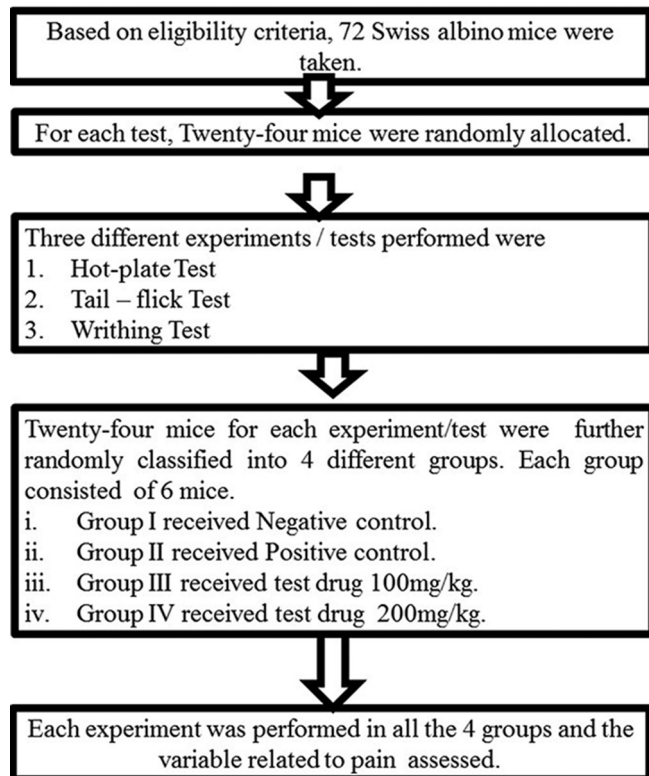 Based on eligibility criteria, 72 Swiss albino mice were
taken.
For each test, Twenty-four mice were randomly allocated.
Three different experiments / tests performed were
1. Hot-plate Test
2. Tail – flick Test
3. Writhing Test
Twenty-four mice for each experiment/test were further
randomly classified into 4 different groups. Each group
consisted of 6 mice.
i. Group I received Negative control.
ii. Group II received Positive control.
iii. Group III received test drug 100mg/kg.
iv. Group IV received test drug 200mg/kg.
Each experiment was performed in all the 4 groups and the
variable related to pain assessed.